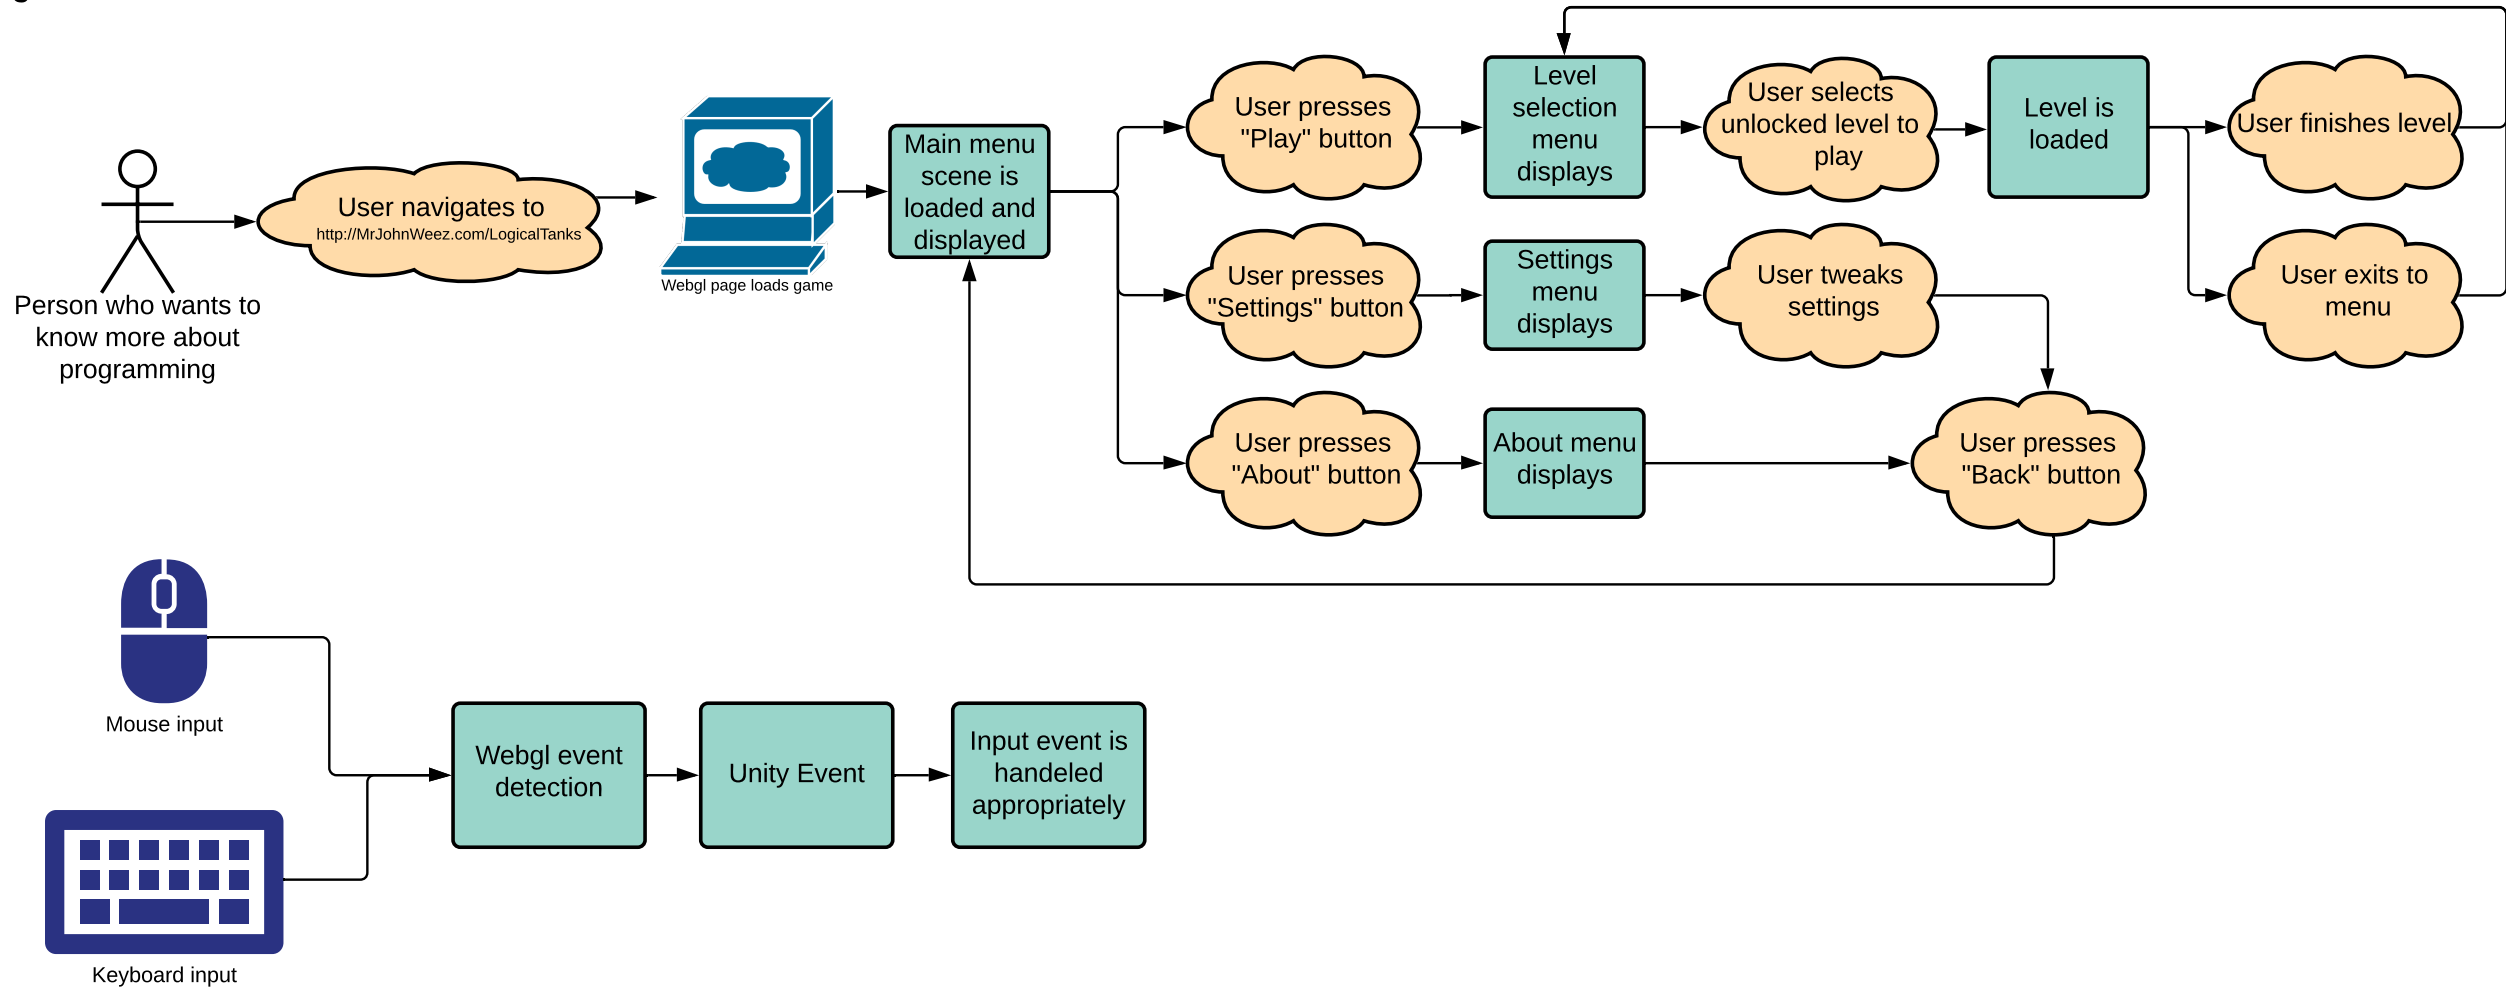 Person who wants to
know more about
programming
User navigates to
http://MrJohnWeez.com/LogicalTanks
Webgl page loads game
Main menu
scene is
loaded and
displayed
User presses
"Play" button
Level
selection
menu
displays
User selects
unlocked level to
play
Level is
loaded
User finishes level
User presses
"Settings" button
Settings
menu
displays
User tweaks
settings
User exits to
menu
User presses
"About" button
About menu
displays
User presses
"Back" button
Mouse input
Keyboard input
Webgl event
detection
Unity Event
Input event is
handeled
appropriately